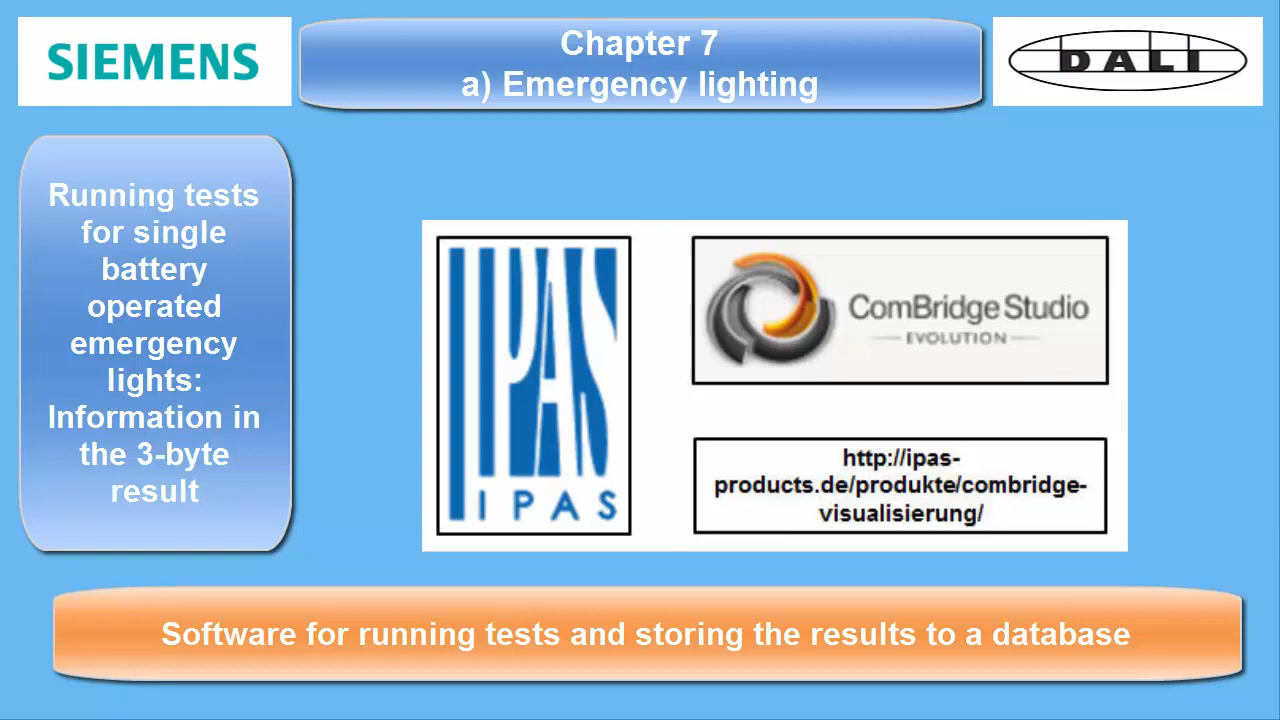 SIEMENS
Chapter 7
a) Emergency lighting
DALI
Running tests
for single
battery
operated
emergency
lights:
Information in
the 3-byte
result
IPAS
IPAS
ComBridge Studio
EVOLUTION
http://ipas-
products.de/produkte/combridge-
visualisierung/
Software for running tests and storing the results to a database